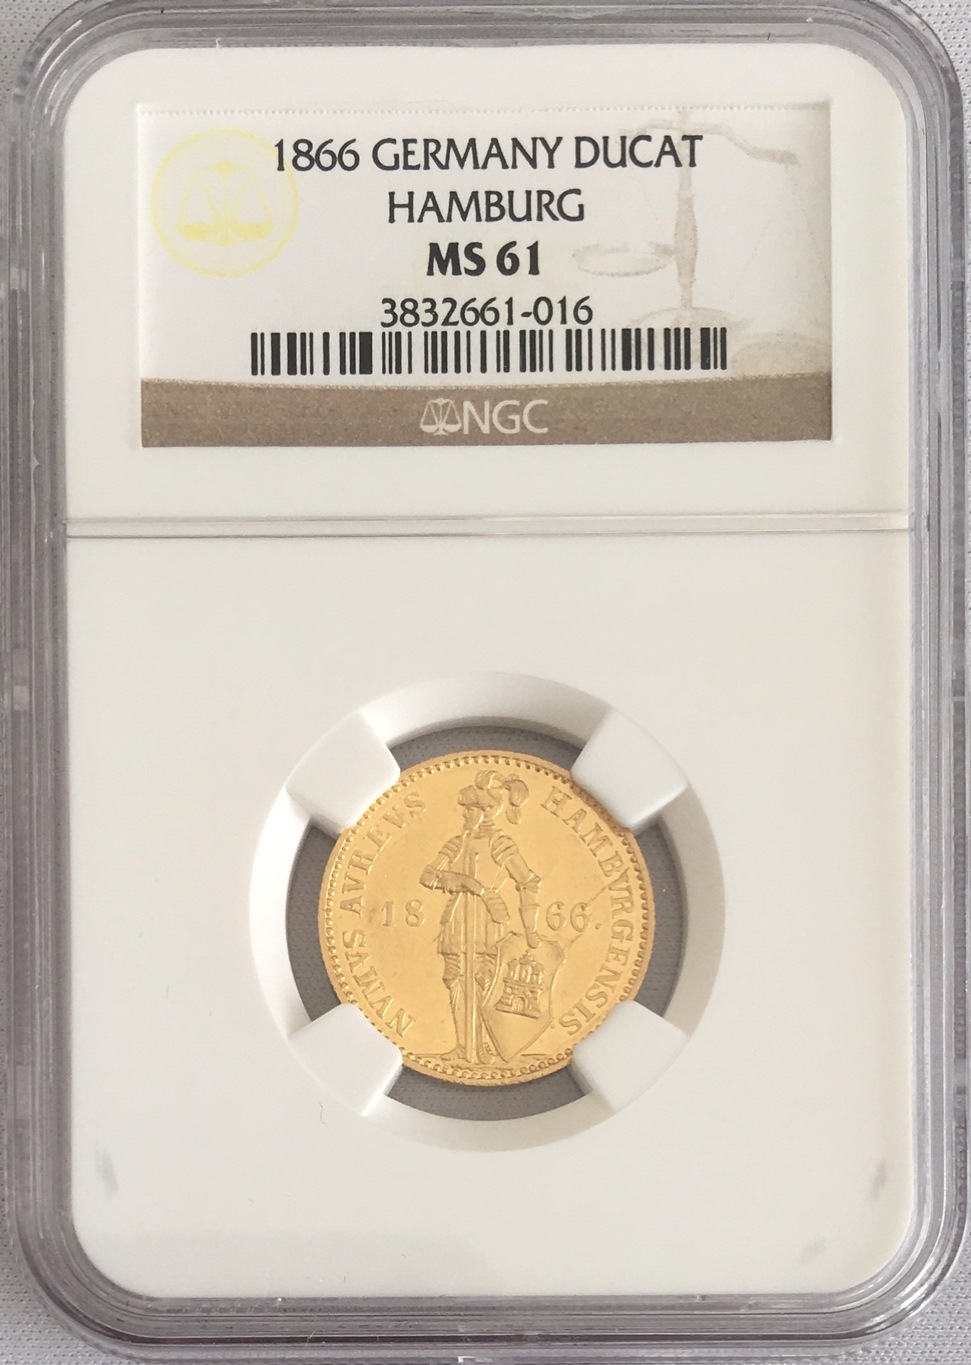 1866 GERMANY DUCAT
HAMBURG
MS 61
3832661-016
NGC
NVMVS AVREVS HAMBVRGENSIS.
18 66.